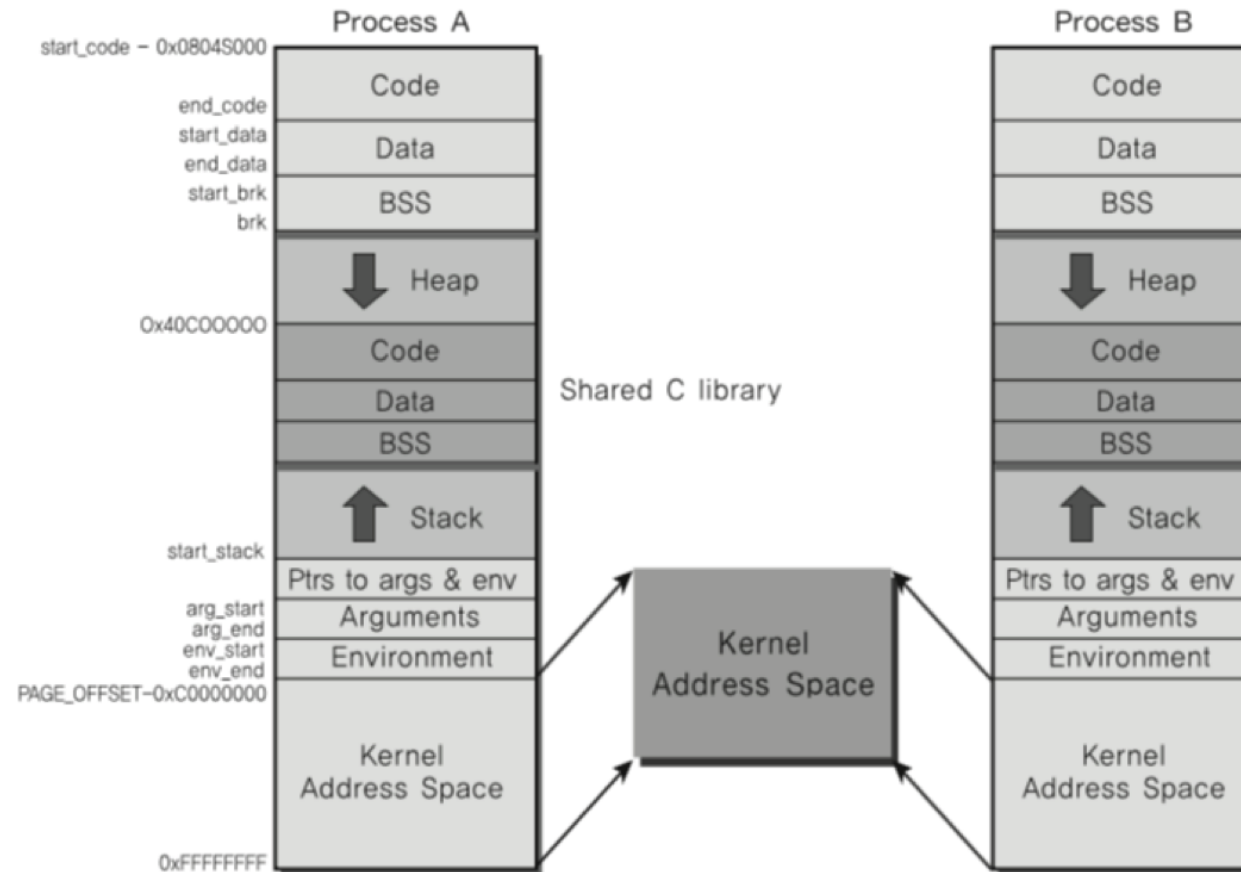 Process A
Process B
start_code - 0x0804S000
Code
end_code
start_data
Data
end_data
start_brk
BSS
brk
Heap
0x40C00000
Code
Data
BSS
Stack
start_stack
Ptrs to args & env
arg_start
Arguments
arg_end
env_start
Environment
env_end
PAGE_OFFSET-0xC0000000
Kernel
Address Space
0xFFFFFFFF
Shared C library
Kernel
Address Space
Code
Data
BSS
Heap
Code
Data
BSS
Stack
Ptrs to args & env
Arguments
Environment
Kernel
Address Space